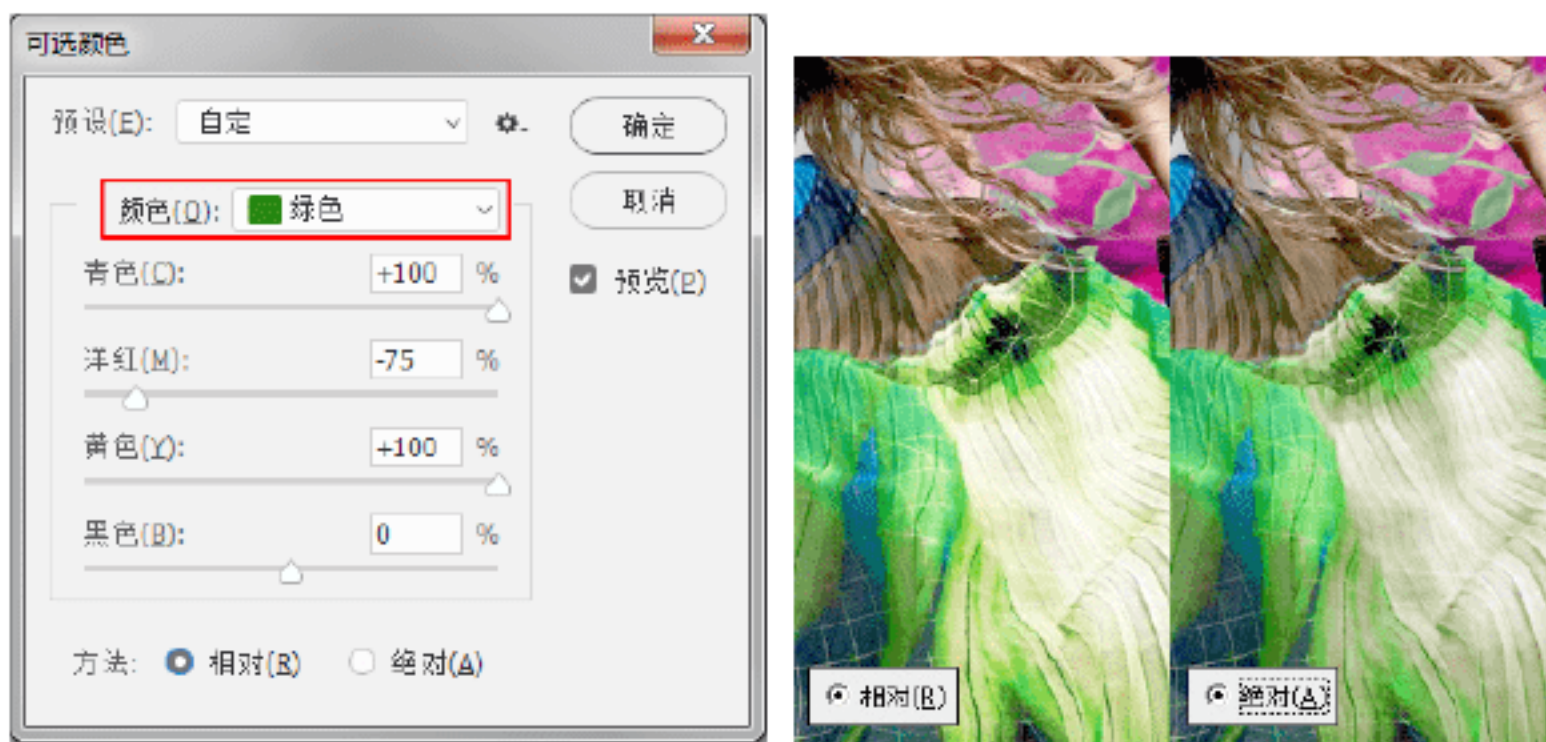 可选颜色
预设(E): 自定
确定
颜色(O): 绿色
取消
青色(C): +100 %
预览(P)
洋红(M): -75 %
黄色(Y): +100 %
黑色(B): 0 %
方法: 相对(R) 绝对(A)
相对(R)
绝对(A)